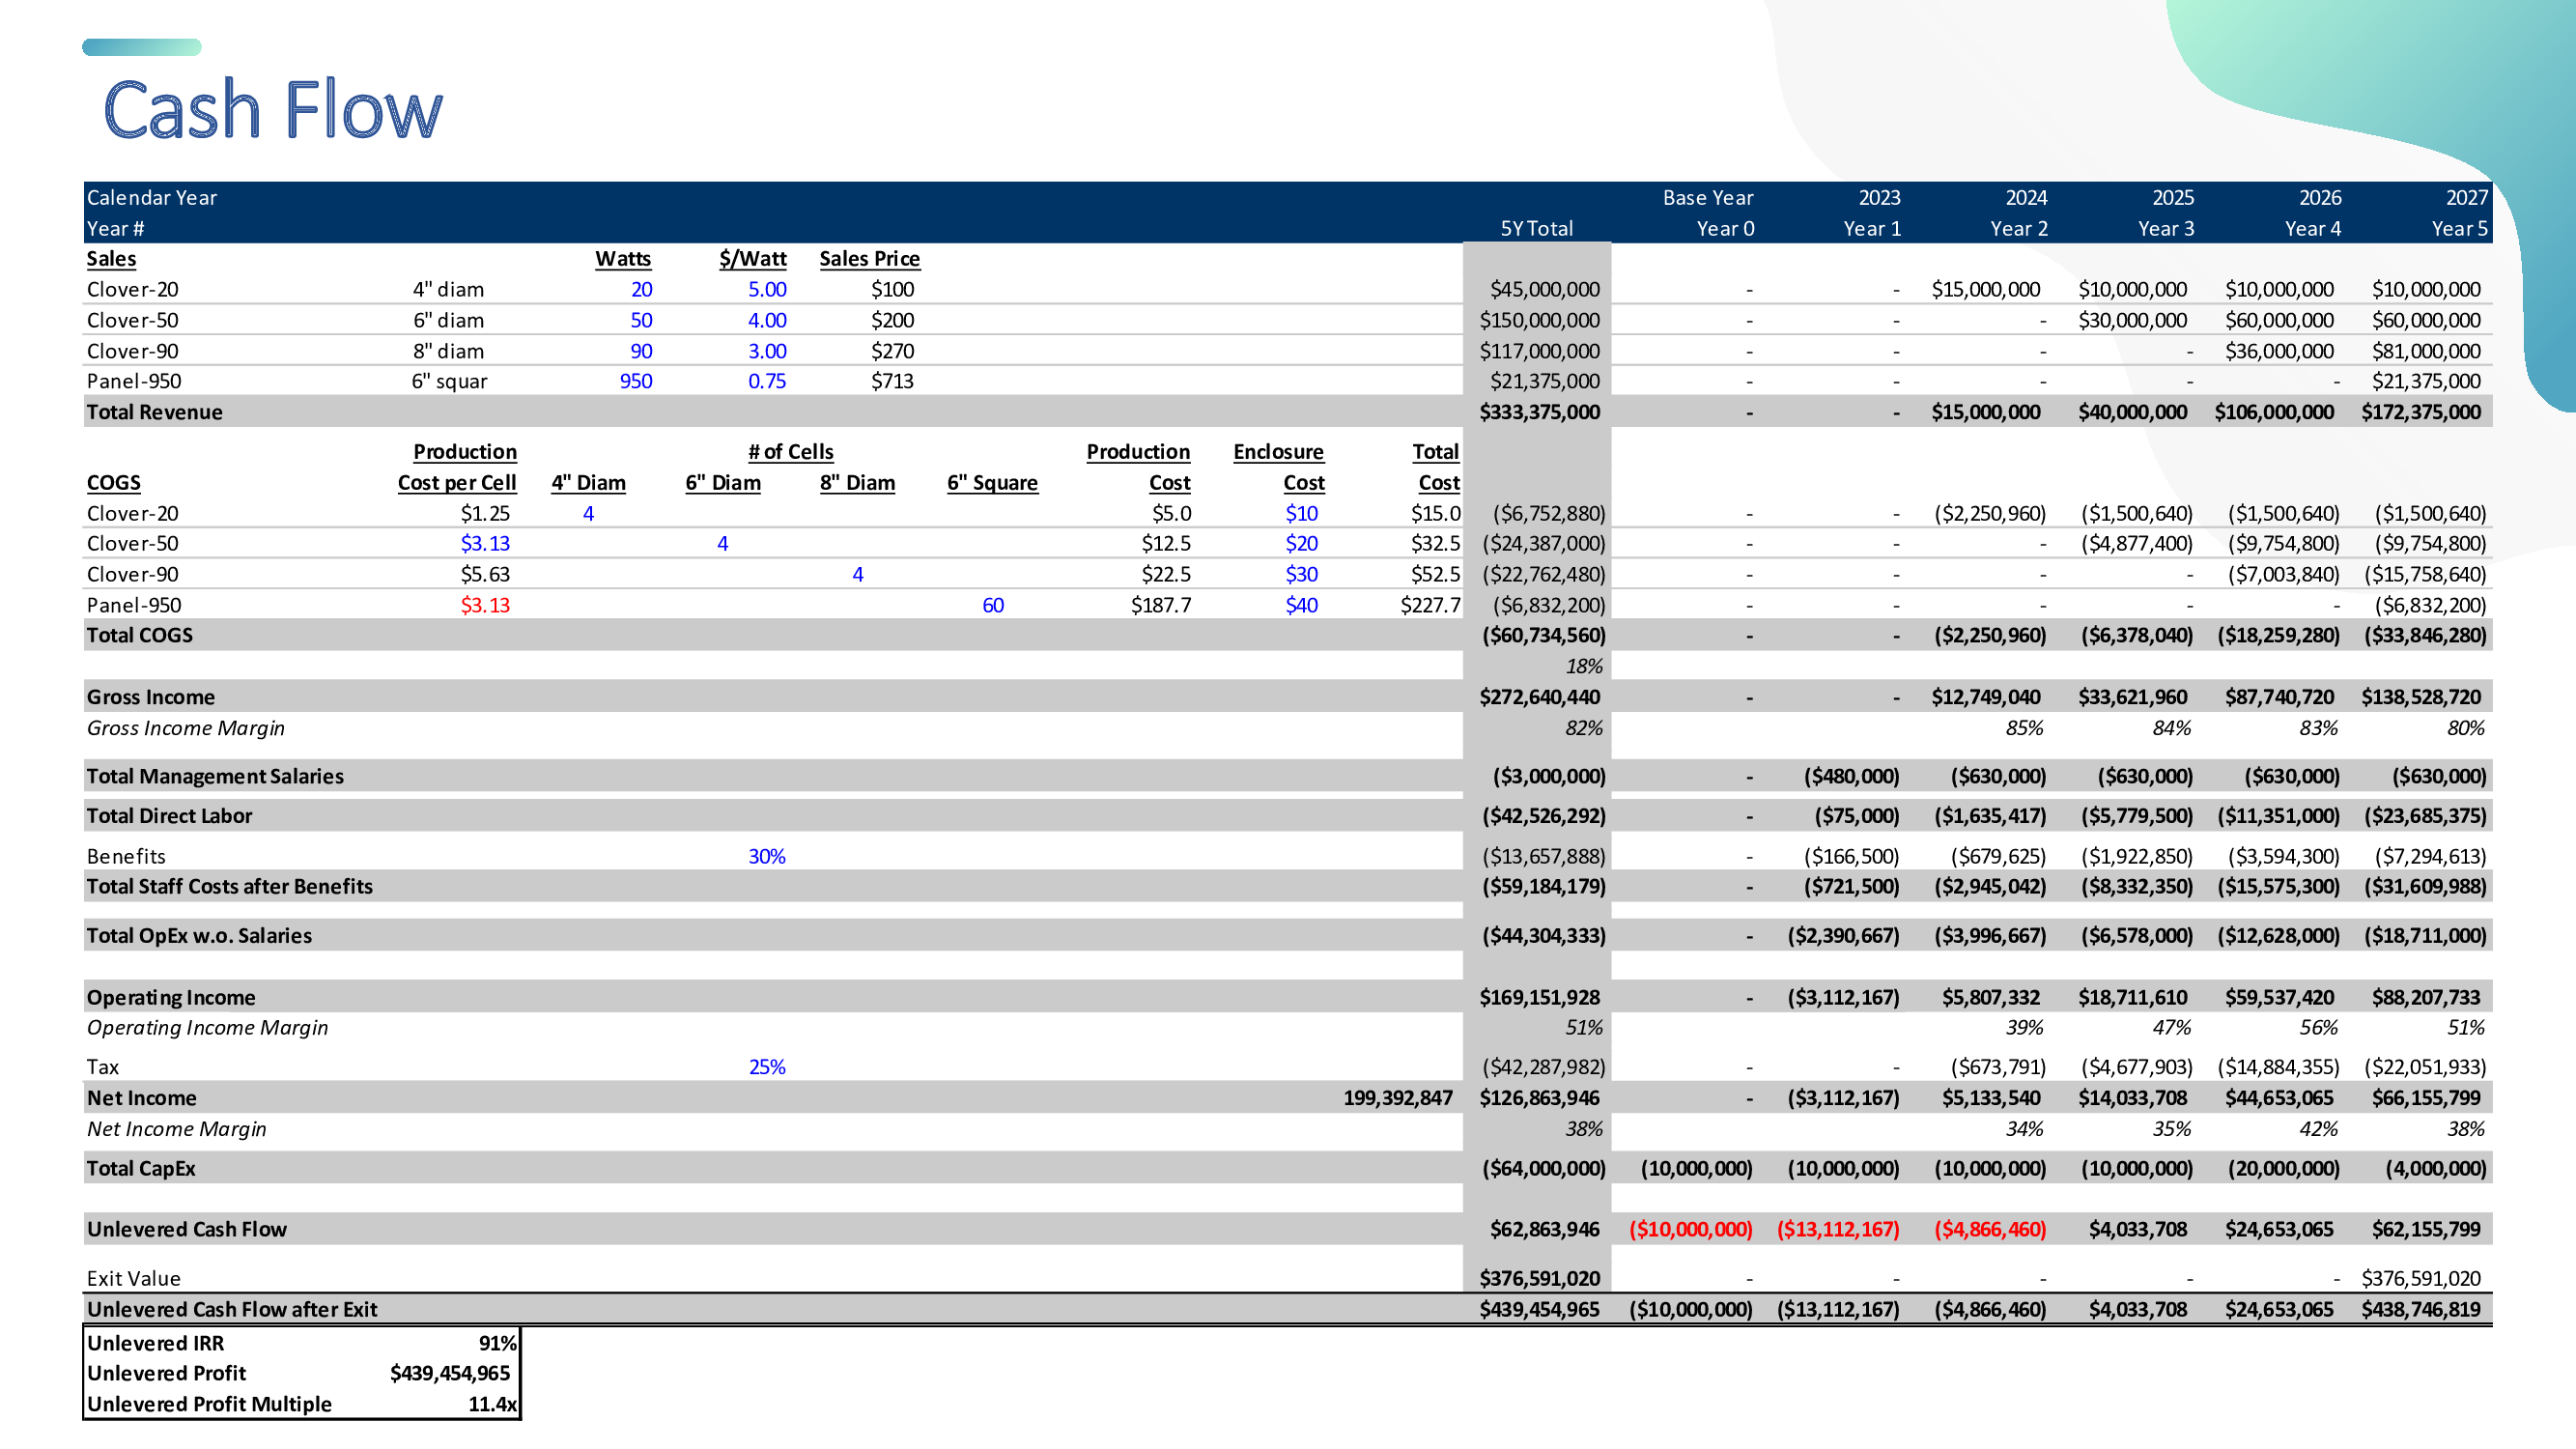 Cash Flow
Calendar Year Base Year 2023 2024 2025 2026 2027
Year # 5Y Total Year 0 Year 1 Year 2 Year 3 Year 4 Year 5
Sales Watts $/Watt Sales Price
Clover-20 4" diam 20 5.00 $100 $45,000,000 - - $15,000,000 $10,000,000 $10,000,000 $10,000,000
Clover-50 6" diam 50 4.00 $200 $150,000,000 - - - $30,000,000 $60,000,000 $60,000,000
Clover-90 8" diam 90 3.00 $270 $117,000,000 - - - - $36,000,000 $81,000,000
Panel-950 6" squar 950 0.75 $713 $21,375,000 - - - - - $21,375,000
Total Revenue $333,375,000 - - $15,000,000 $40,000,000 $106,000,000 $172,375,000
Production # of Cells Production Enclosure Total
COGS Cost per Cell 4" Diam 6" Diam 8" Diam 6" Square Cost Cost Cost
Clover-20 $1.25 4 $5.0 $10 $15.0 ($6,752,880) - - ($2,250,960) ($1,500,640) ($1,500,640) ($1,500,640)
Clover-50 $3.13 4 $12.5 $20 $32.5 ($24,387,000) - - - ($4,877,400) ($9,754,800) ($9,754,800)
Clover-90 $5.63 4 $22.5 $30 $52.5 ($22,762,480) - - - - ($7,003,840) ($15,758,640)
Panel-950 $3.13 60 $187.7 $40 $227.7 ($6,832,200) - - - - - ($6,832,200)
Total COGS ($60,734,560) - - ($2,250,960) ($6,378,040) ($18,259,280) ($33,846,280)
18%
Gross Income $272,640,440 - - $12,749,040 $33,621,960 $87,740,720 $138,528,720
Gross Income Margin 82% 85% 84% 83% 80%
Total Management Salaries ($3,000,000) - ($480,000) ($630,000) ($630,000) ($630,000) ($630,000)
Total Direct Labor ($42,526,292) - ($75,000) ($1,635,417) ($5,779,500) ($11,351,000) ($23,685,375)
Benefits 30% ($13,657,888) - ($166,500) ($679,625) ($1,922,850) ($3,594,300) ($7,294,613)
Total Staff Costs after Benefits ($59,184,179) - ($721,500) ($2,945,042) ($8,332,350) ($15,575,300) ($31,609,988)
Total OpEx w.o. Salaries ($44,304,333) - ($2,390,667) ($3,996,667) ($6,578,000) ($12,628,000) ($18,711,000)
Operating Income $169,151,928 - ($3,112,167) $5,807,332 $18,711,610 $59,537,420 $88,207,733
Operating Income Margin 51% 39% 47% 56% 51%
Tax 25% ($42,287,982) - - ($673,791) ($4,677,903) ($14,884,355) ($22,051,933)
Net Income 199,392,847 $126,863,946 - ($3,112,167) $5,133,540 $14,033,708 $44,653,065 $66,155,799
Net Income Margin 38% 34% 35% 42% 38%
Total CapEx ($64,000,000) (10,000,000) (10,000,000) (10,000,000) (10,000,000) (20,000,000) (4,000,000)
Unlevered Cash Flow $62,863,946 ($10,000,000) ($13,112,167) ($4,866,460) $4,033,708 $24,653,065 $62,155,799
Exit Value $376,591,020 - - - - - $376,591,020
Unlevered Cash Flow after Exit $439,454,965 ($10,000,000) ($13,112,167) ($4,866,460) $4,033,708 $24,653,065 $438,746,819
Unlevered IRR 91%
Unlevered Profit $439,454,965
Unlevered Profit Multiple 11.4x